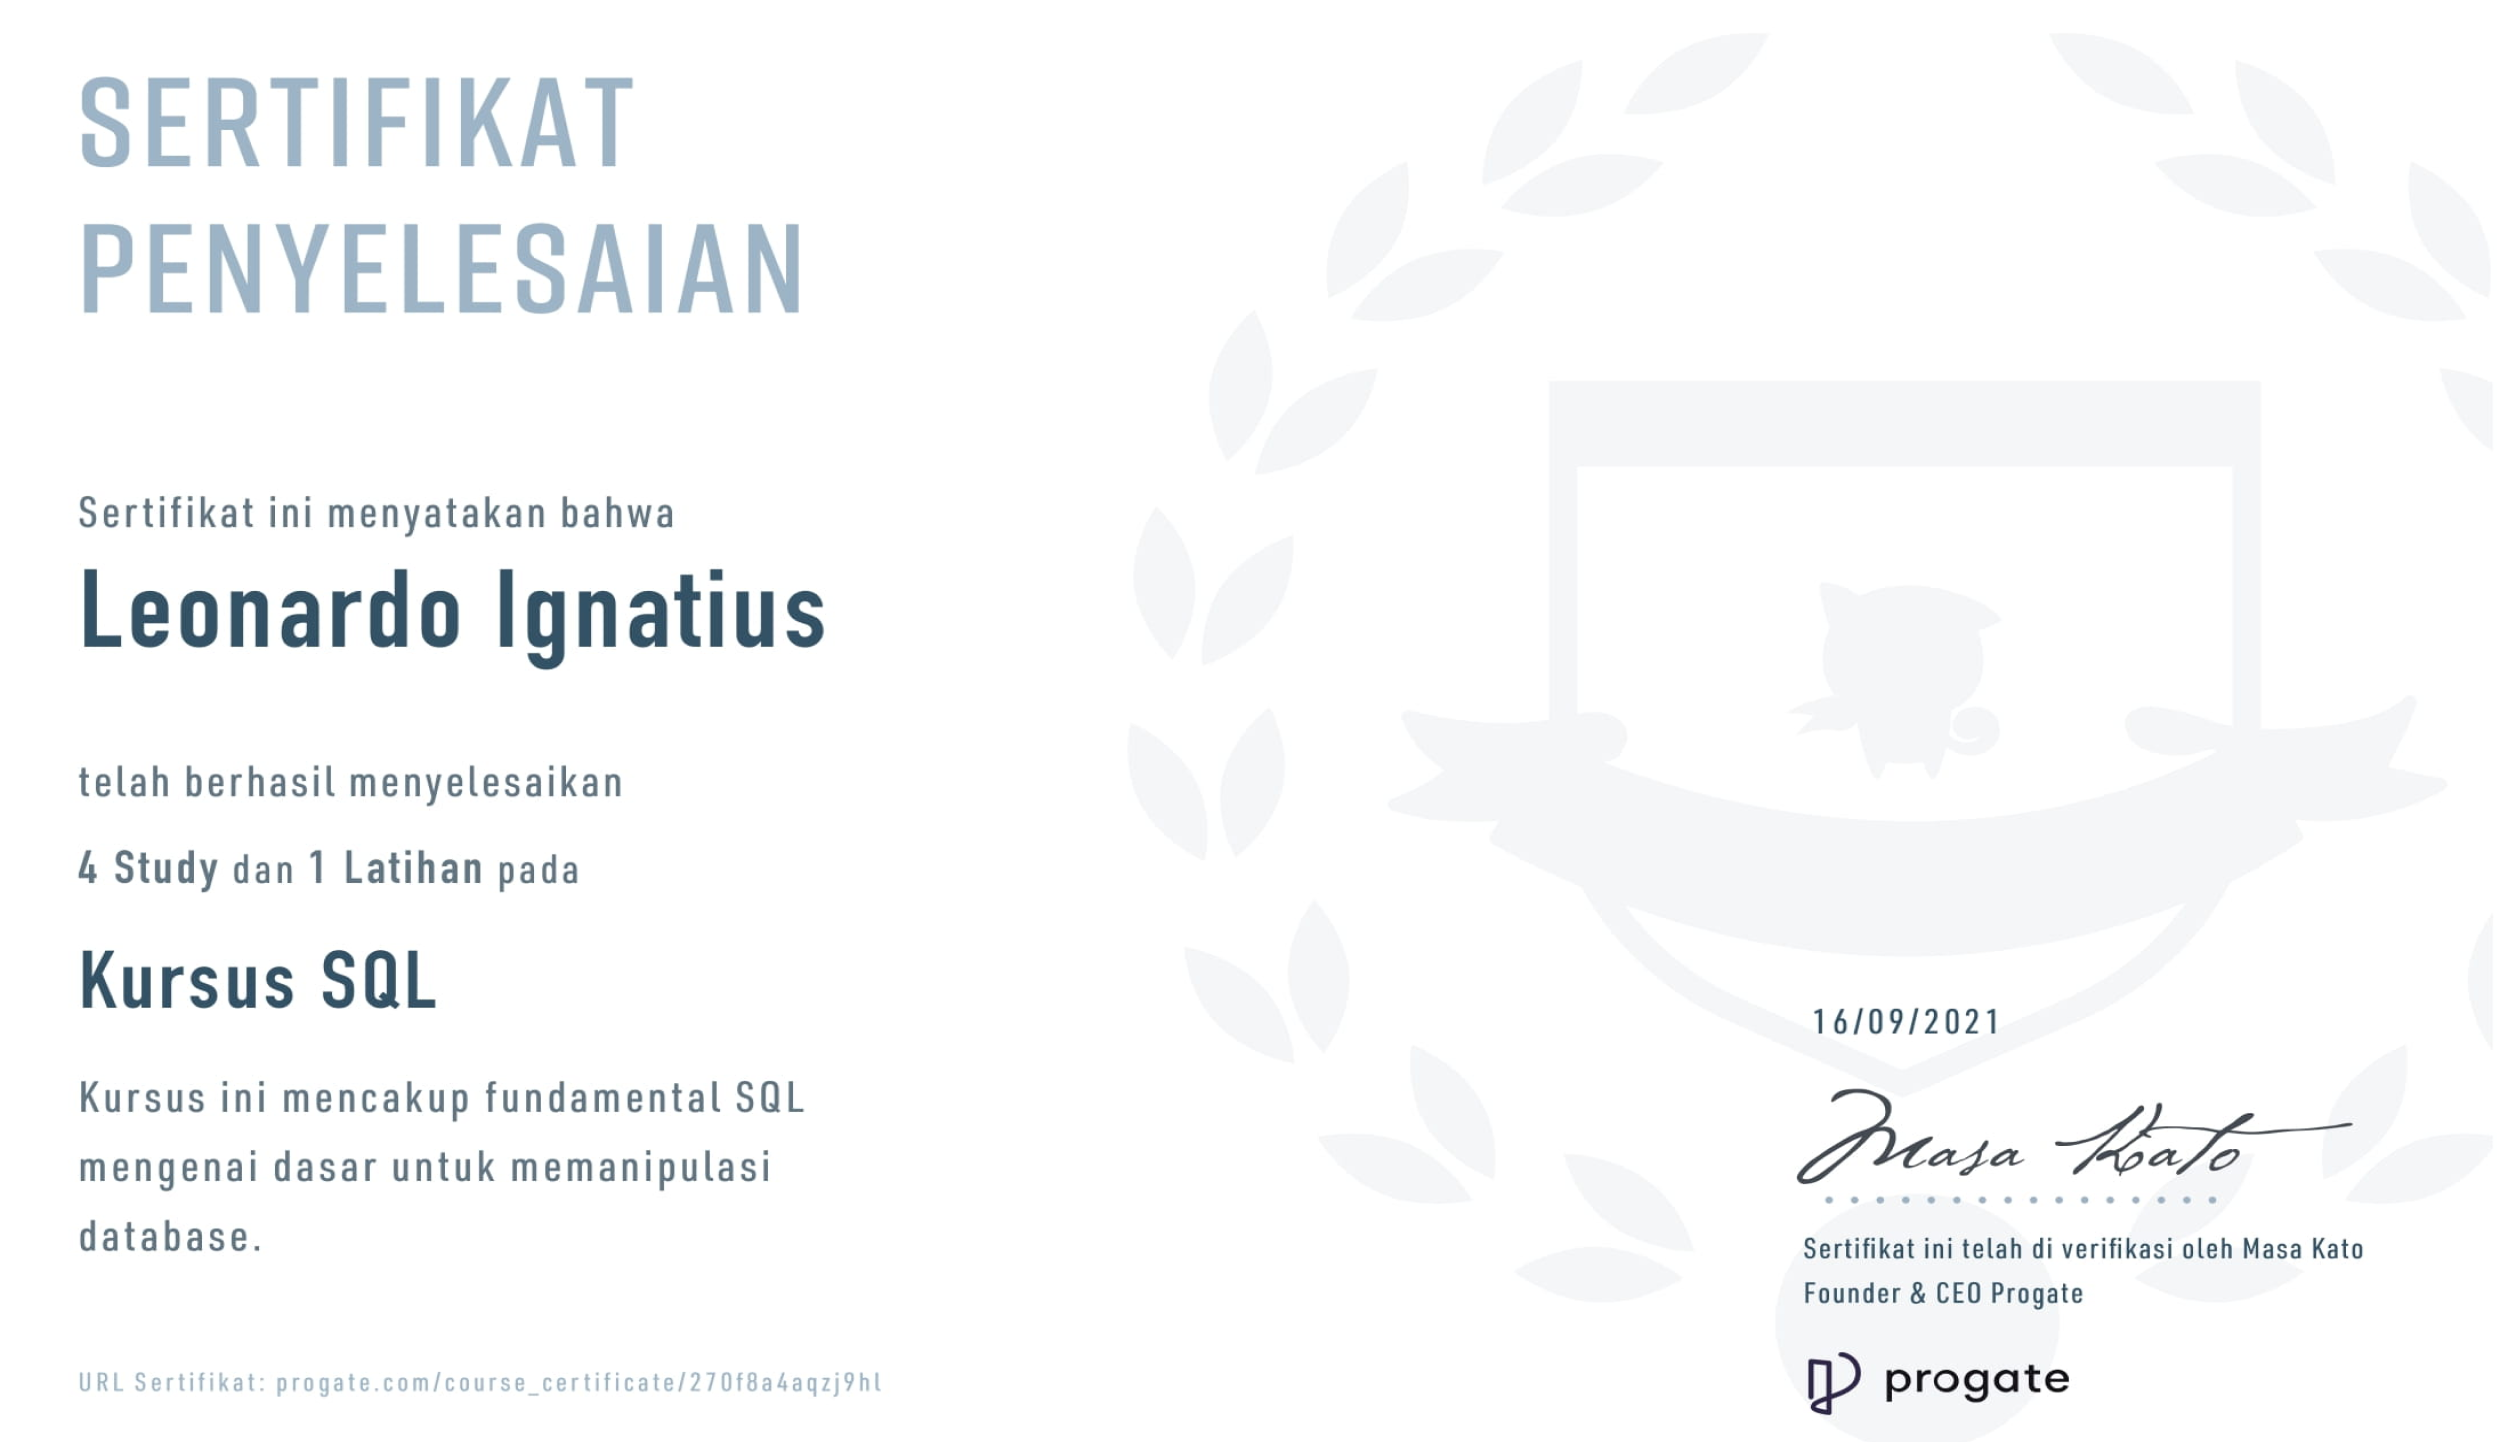 SERTIFIKAT
PENYELESAIAN
Sertifikat ini menyatakan bahwa
Leonardo Ignatius
telah berhasil menyelesaikan
4 Study dan 1 Latihan pada
Kursus SQL
Kursus ini mencakup fundamental SQL
mengenai dasar untuk memanipulasi
database.
URL Sertifikat: progate.com/course_certificate/270f8a4aqzj9hl
16/09/2021
Masa Kato
Sertifikat ini telah di verifikasi oleh Masa Kato
Founder & CEO Progate
progate